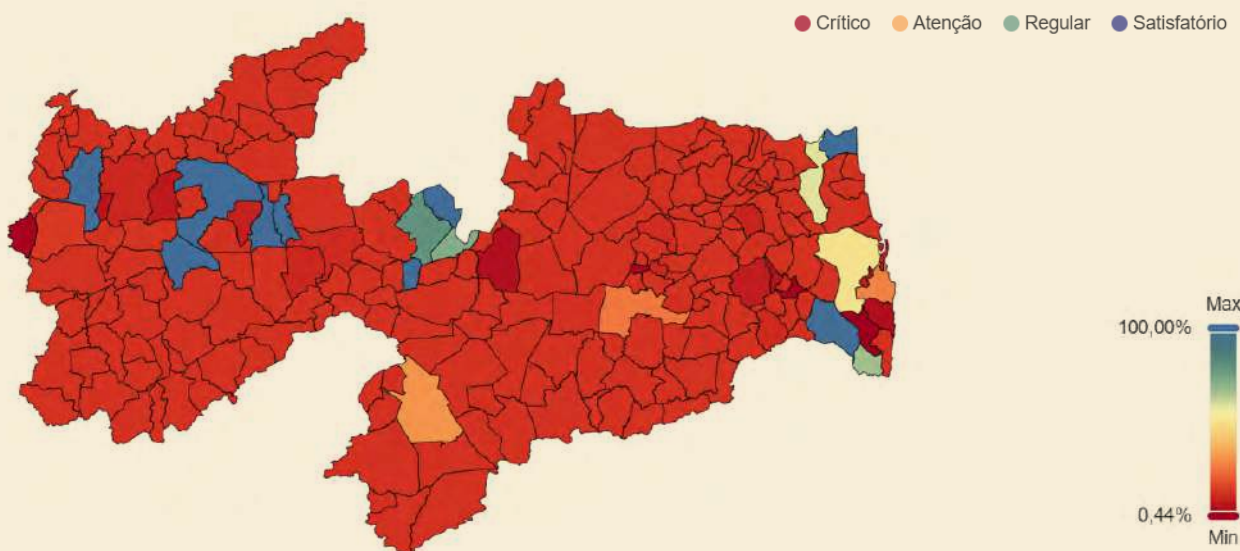 Crítico Atenção Regular Satisfatório
Max
100,00%
0,44%
Min